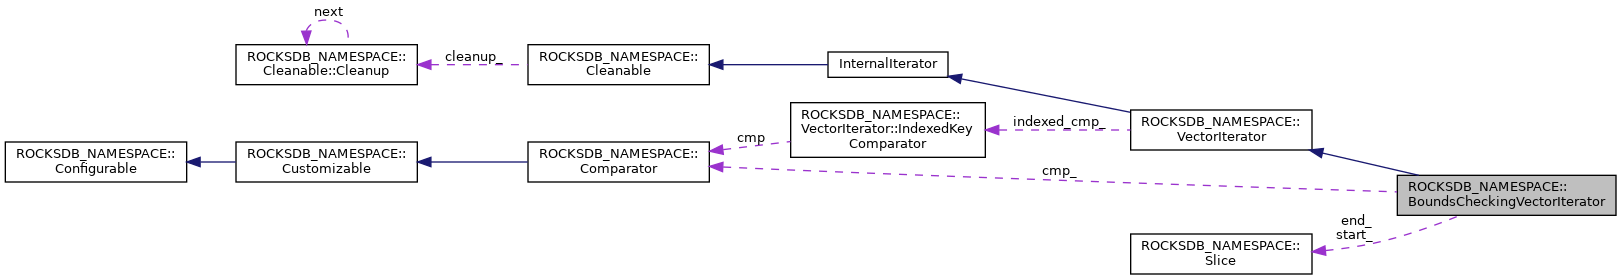 next
ROCKSDB_NAMESPACE::
Cleanable::Cleanup
cleanup_
ROCKSDB_NAMESPACE::
Cleanable
InternalIterator
ROCKSDB_NAMESPACE::
Configurable
ROCKSDB_NAMESPACE::
Customizable
ROCKSDB_NAMESPACE::
Comparator
cmp
ROCKSDB_NAMESPACE::
VectorIterator::IndexedKey
Comparator
indexed_cmp_
ROCKSDB_NAMESPACE::
VectorIterator
cmp_
ROCKSDB_NAMESPACE::
BoundsCheckingVectorIterator
end_
start_
ROCKSDB_NAMESPACE::
Slice